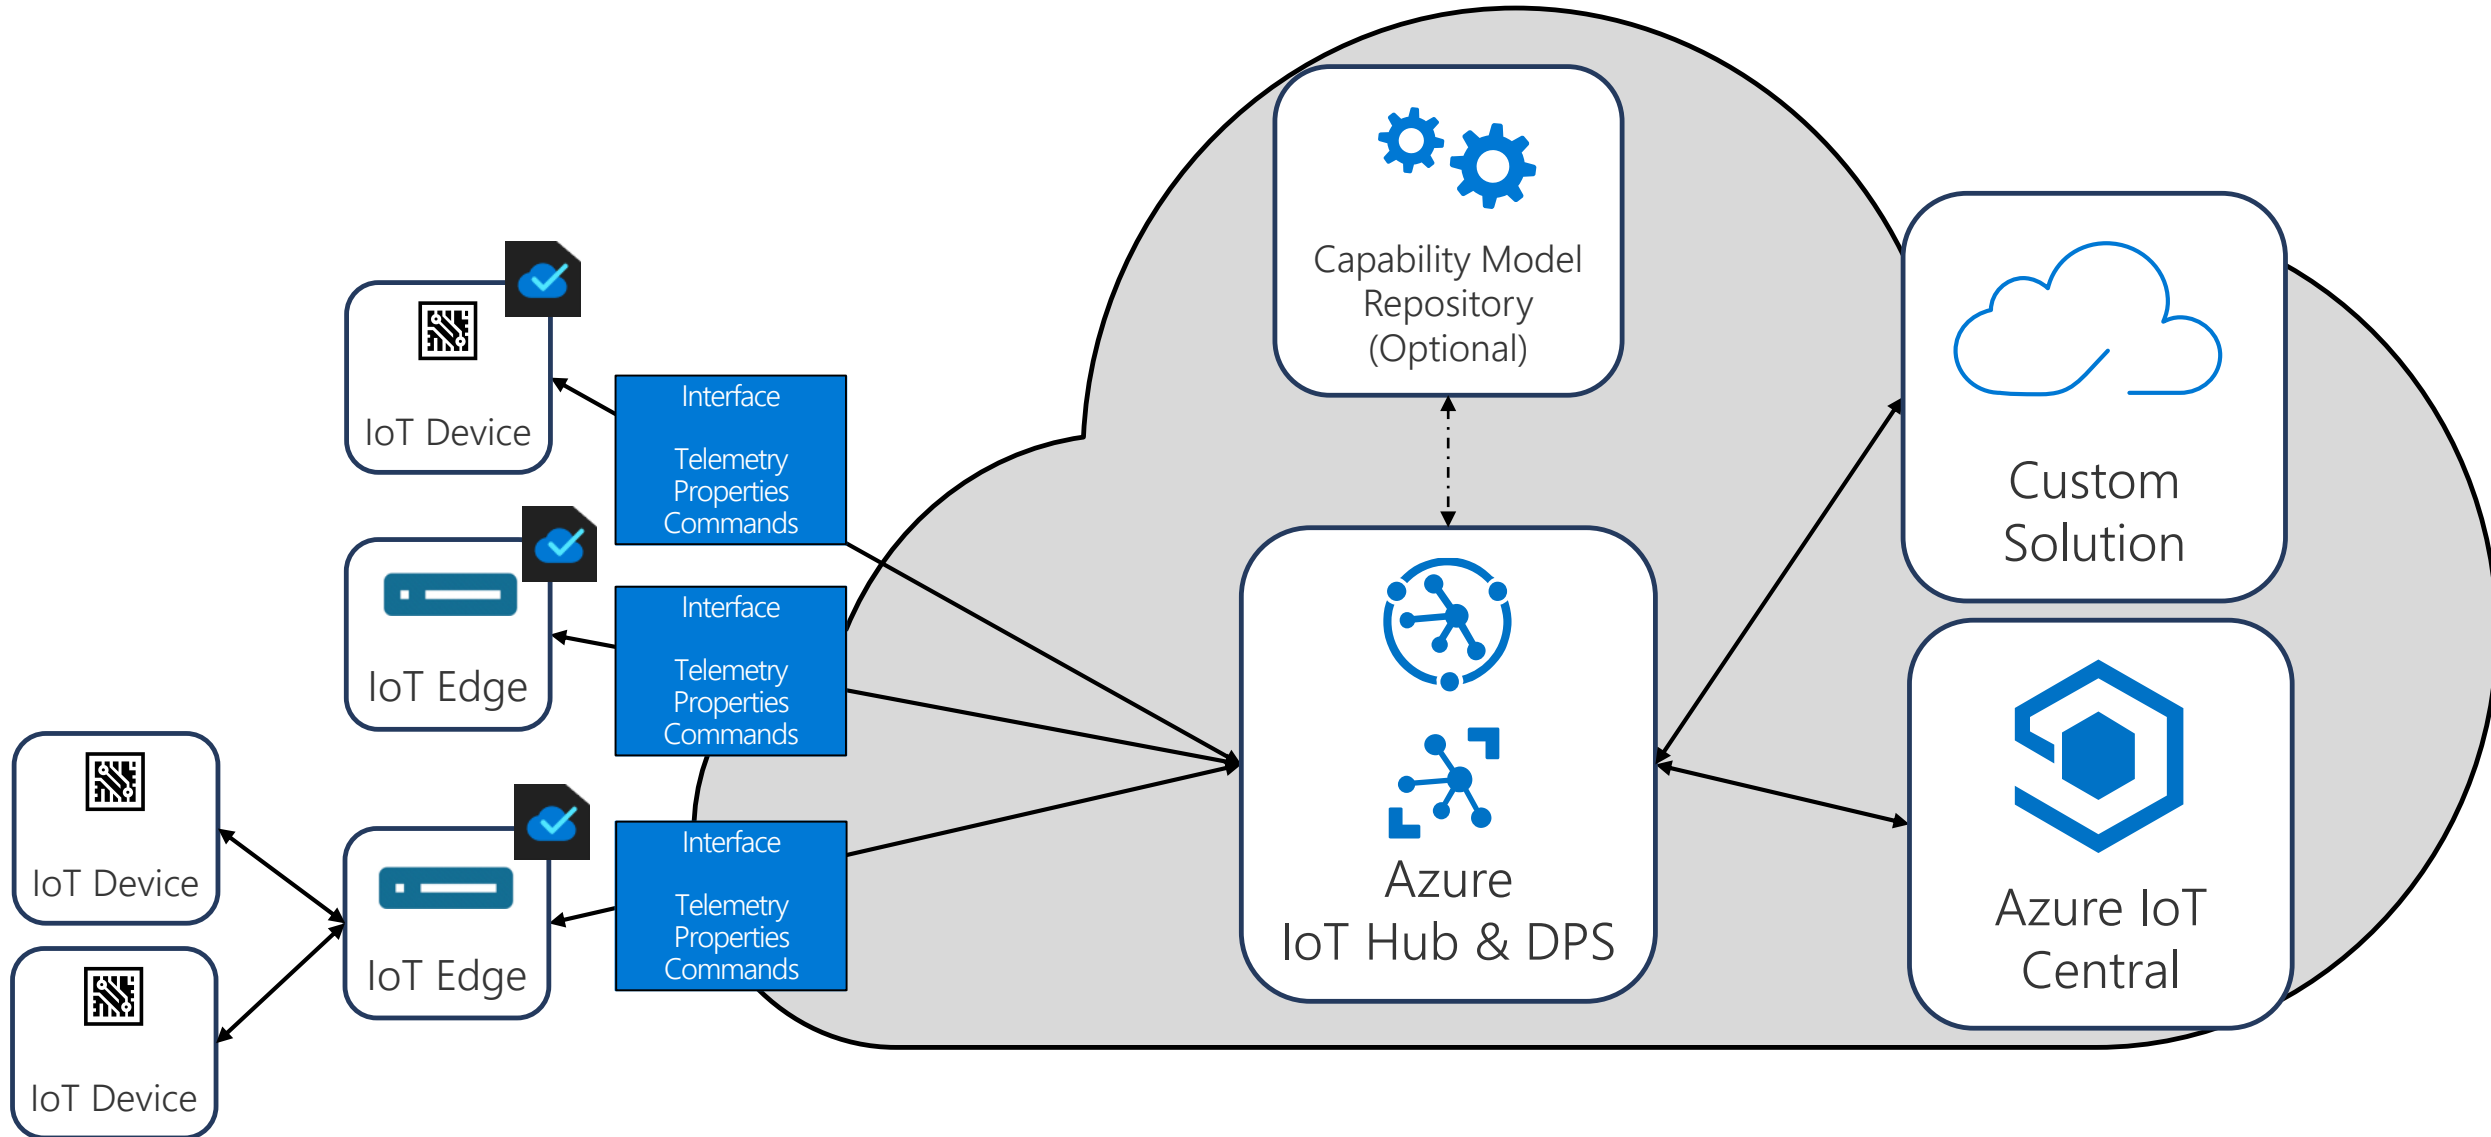 Capability Model
Repository
(Optional)
IoT Device
Interface
Telemetry
Properties
Commands
Custom
Solution
IoT Edge
Interface
Telemetry
Properties
Commands
IoT Device
IoT Edge
Interface
Telemetry
Properties
Commands
Azure
IoT Hub & DPS
Azure IoT
Central
IoT Device